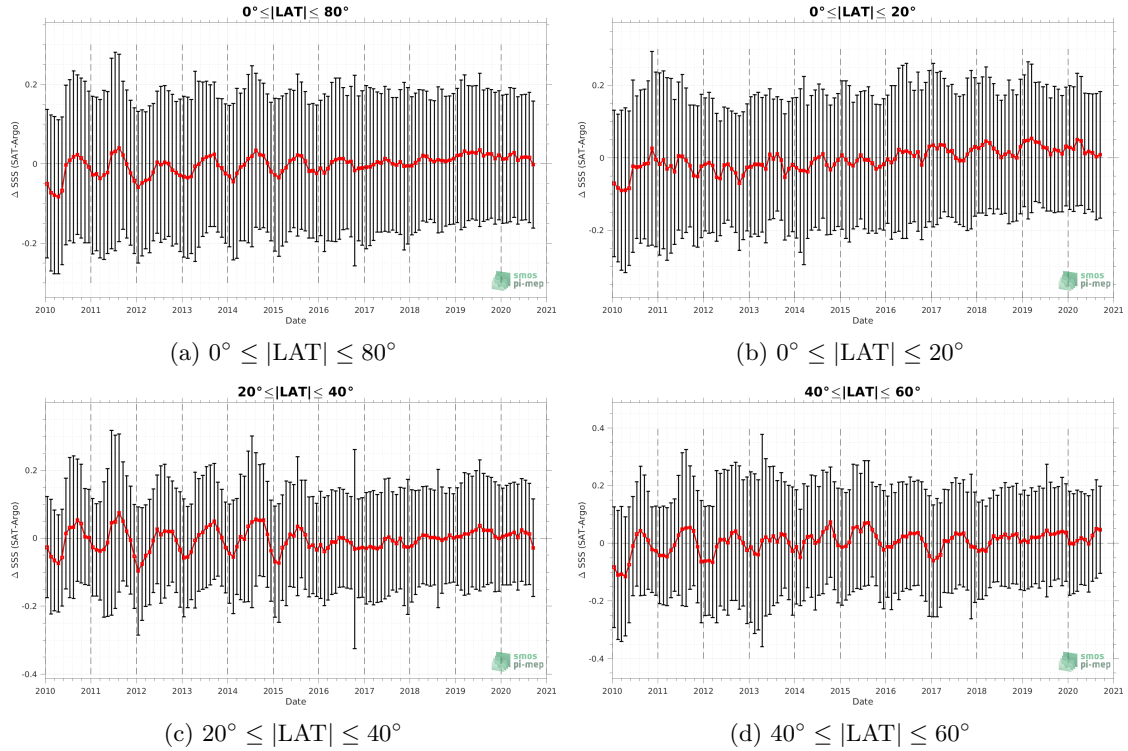 0°≤|LAT|≤ 80°
Δ SSS (SAT-Argo)
0.2
0
-0.2
2010 2011 2012 2013 2014 2015 2016 2017 2018 2019 2020 2021
Date
smos
pi-mep
(a) 0° ≤ |LAT| ≤ 80°
0°≤|LAT|≤ 20°
Δ SSS (SAT-Argo)
0.2
0
-0.2
2010 2011 2012 2013 2014 2015 2016 2017 2018 2019 2020 2021
Date
smos
pi-mep
(b) 0° ≤ |LAT| ≤ 20°
20°≤|LAT|≤ 40°
Δ SSS (SAT-Argo)
0.2
0
-0.2
-0.4
2010 2011 2012 2013 2014 2015 2016 2017 2018 2019 2020 2021
Date
smos
pi-mep
(c) 20° ≤ |LAT| ≤ 40°
40°≤|LAT|≤ 60°
Δ SSS (SAT-Argo)
0.4
0.2
0
-0.2
-0.4
2010 2011 2012 2013 2014 2015 2016 2017 2018 2019 2020 2021
Date
smos
pi-mep
(d) 40° ≤ |LAT| ≤ 60°